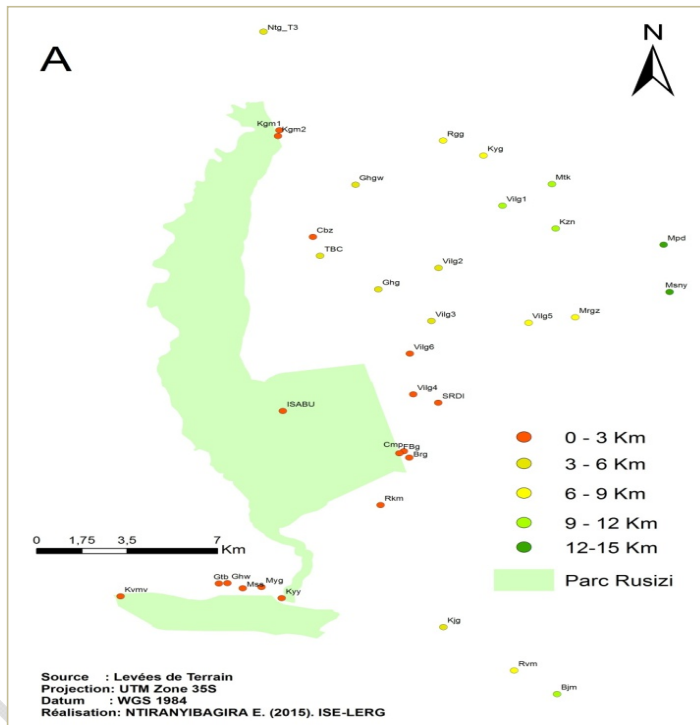 Ntg_T3
A
N
Kgm1
Kgm2
Rgg
Kyg
Ghgw
Mtk
Vilg1
Kzn
Cbz
TBC
Mpd
Vilg2
Ghg
Msny
Vilg3
Vilg5
Mrgz
Vilg6
Vilg4
SRDI
ISABU
Cmp
FBg
Brg
Rkm
0 - 3 Km
3 - 6 Km
6 - 9 Km
9 - 12 Km
12-15 Km
Parc Rusizi
0 1,75 3,5 7
Km
Gtb
Ghw
Msa
Myg
Kvmv
Kyy
Kjg
Rvm
Bjm
Source : Levées de Terrain
Projection: UTM Zone 35S
Datum : WGS 1984
Réalisation: NTIRANYIBAGIRA E. (2015). ISE-LERG